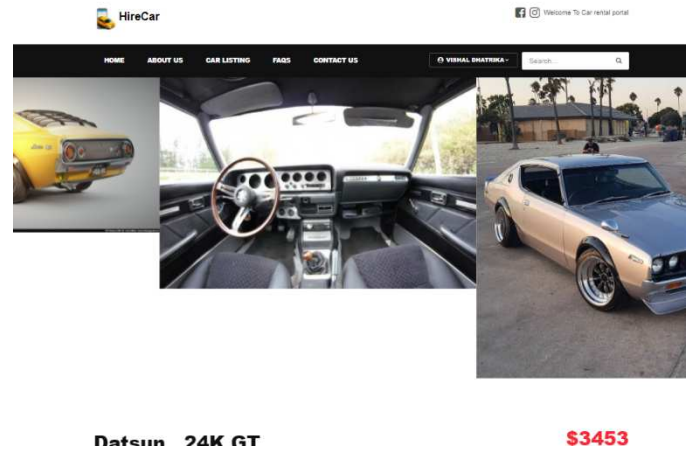 HireCar
Welcome To Car rental portal
HOME ABOUT US CAR LISTING FAQS CONTACT US VISHAL DHATRIKA Search...
Datsun , 24K GT
$3453